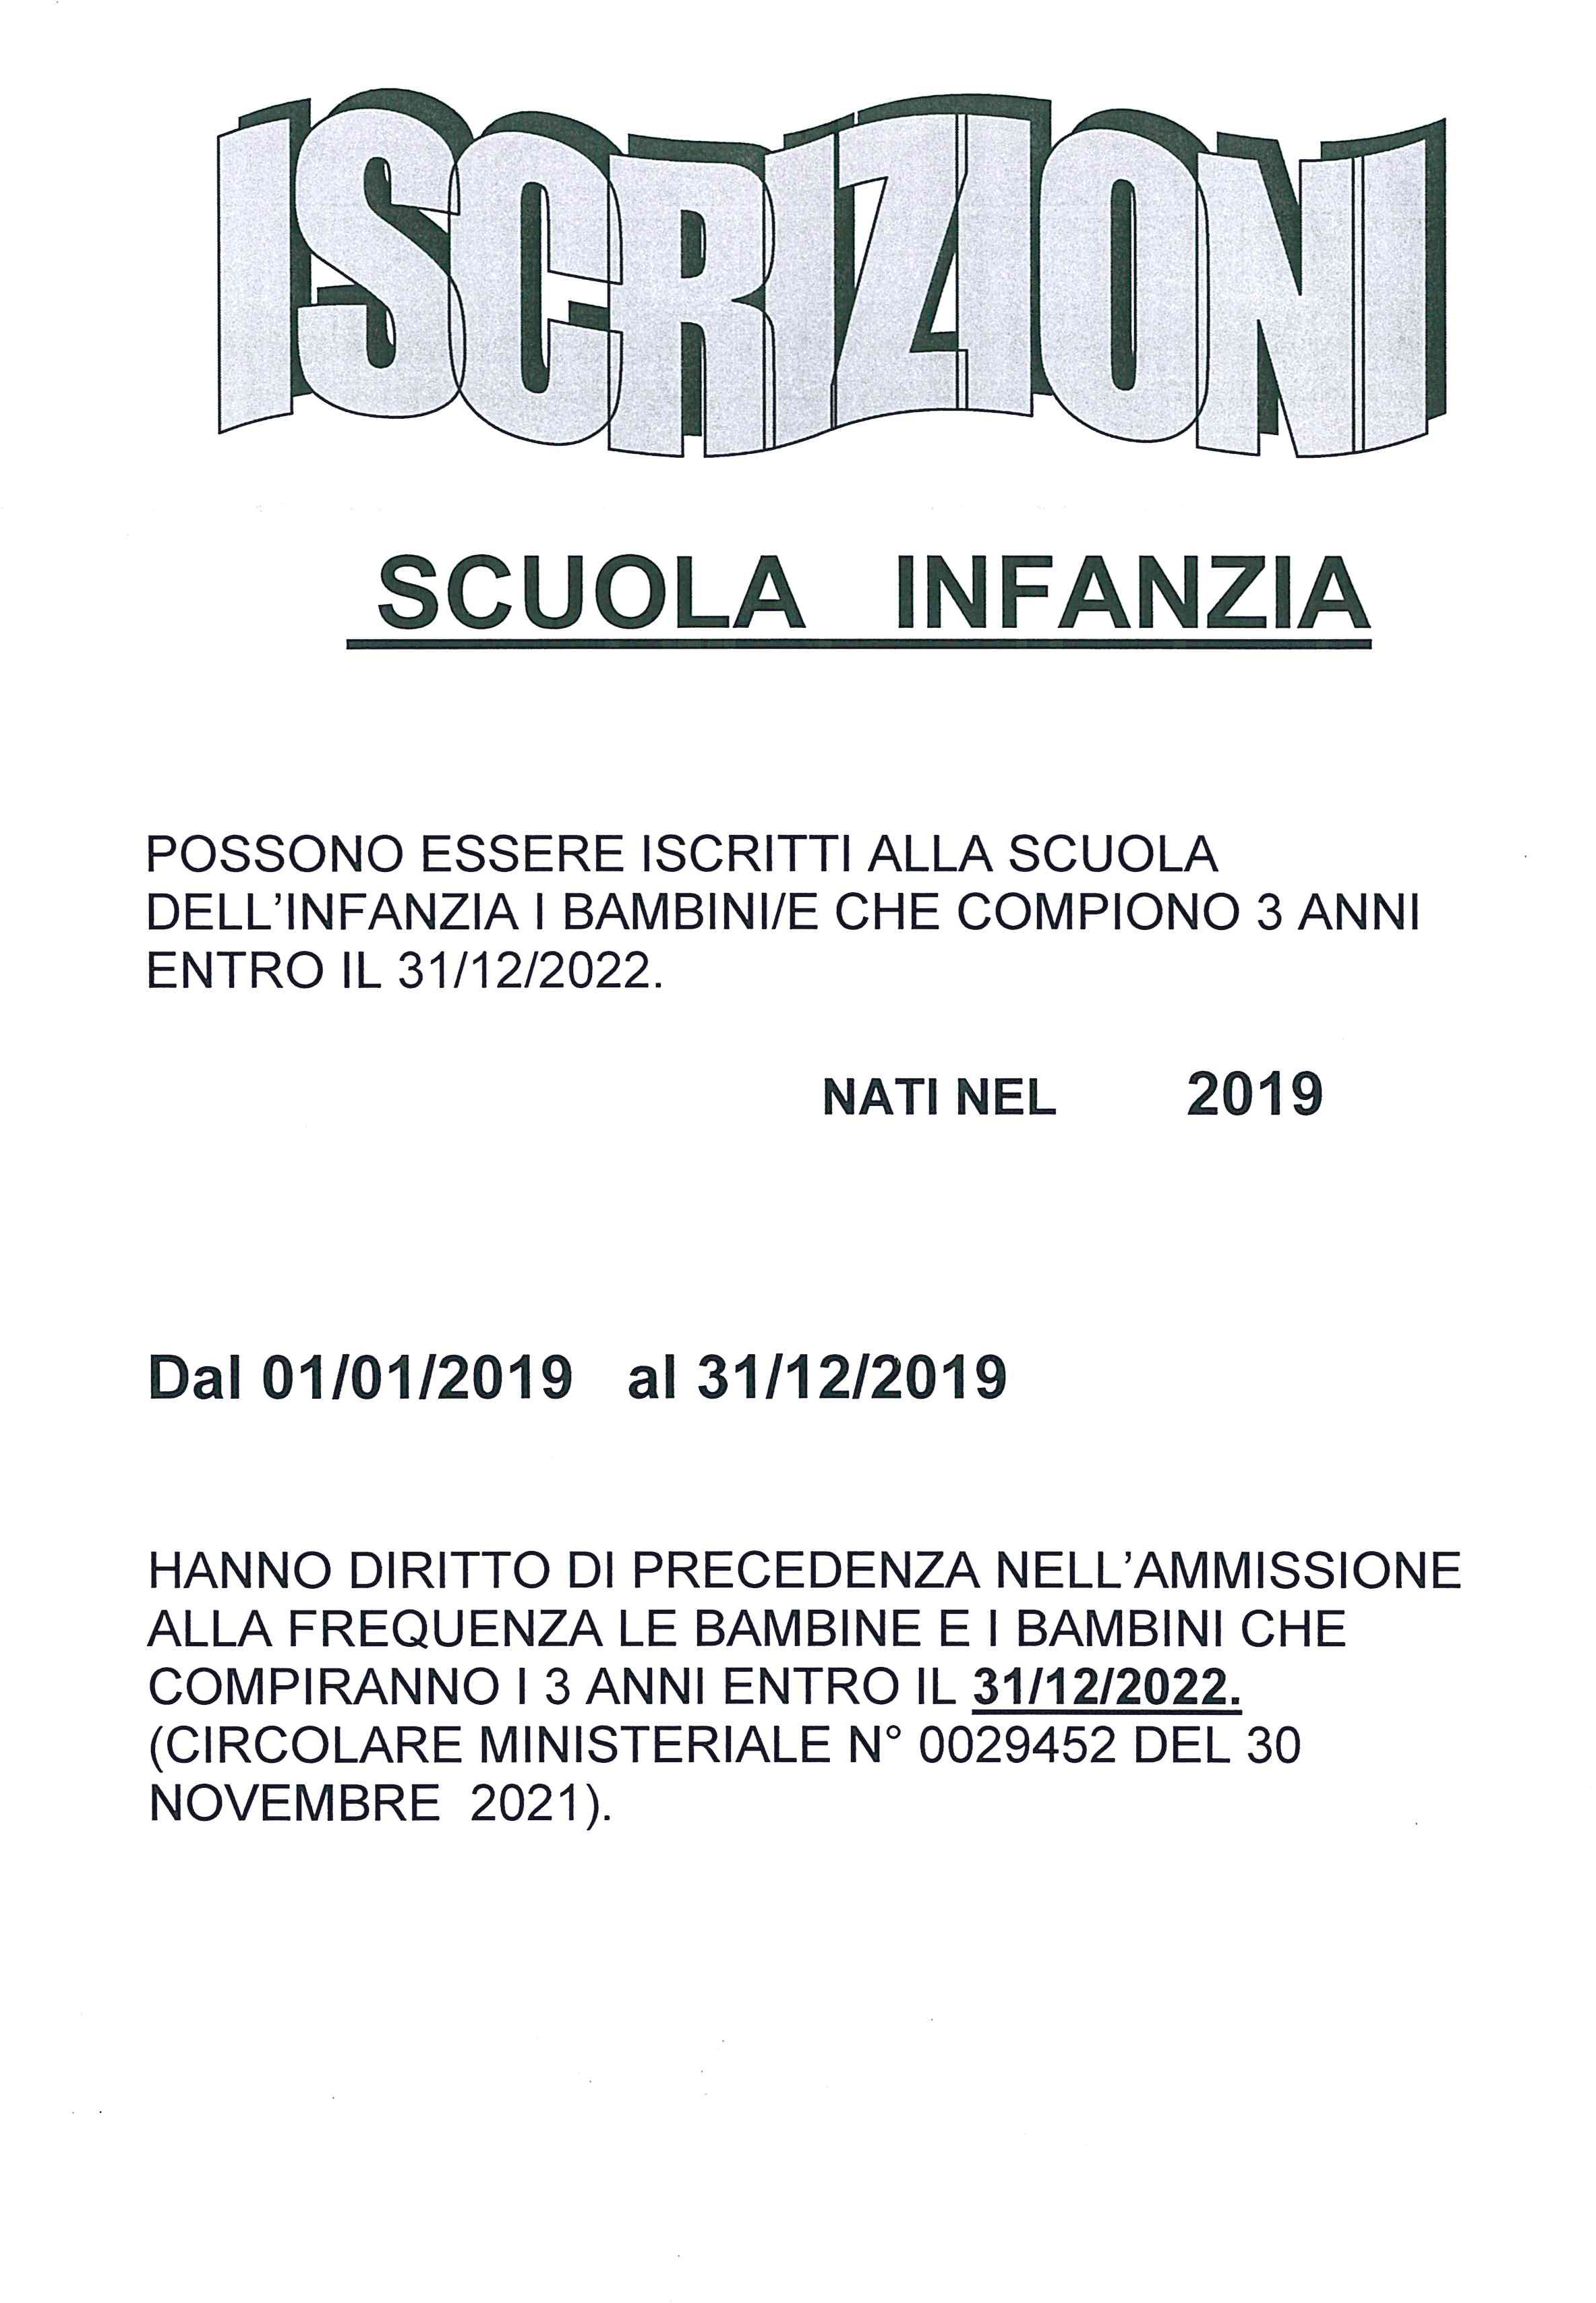 ISCRIZIONI
SCUOLA INFANZIA
POSSONO ESSERE ISCRITTI ALLA SCUOLA
DELL'INFANZIA I BAMBINI/E CHE COMPIONO 3 ANNI
ENTRO IL 31/12/2022.
NATI NEL 2019
Dal 01/01/2019 al 31/12/2019
HANNO DIRITTO DI PRECEDENZA NELL'AMMISSIONE
ALLA FREQUENZA LE BAMBINE E I BAMBINI CHE
COMPIRANNO I 3 ANNI ENTRO IL 31/12/2022.
(CIRCOLARE MINISTERIALE N° 0029452 DEL 30
NOVEMBRE 2021).